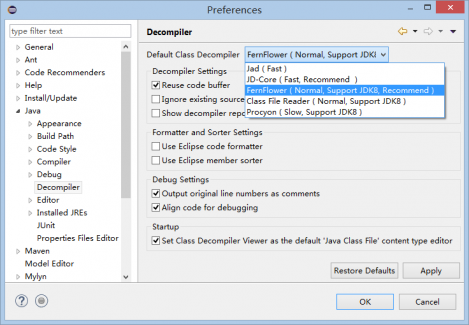 Preferences
type filter text
General
Ant
Code Recommenders
Help
Install/Update
Java
Appearance
Build Path
Code Style
Compiler
Debug
Decompiler
Editor
Installed JREs
JUnit
Properties Files Editor
Maven
Model Editor
Mylyn
Decompiler
Default Class Decompiler
FernFlower ( Normal, Support JDK
Jad ( Fast )
JD-Core ( Fast, Recommend )
FernFlower ( Normal, Support JDK8, Recommend )
Class File Reader ( Normal, Support JDK8 )
Procyon ( Slow, Support JDK8 )
Decompiler Settings
Reuse code buffer
Ignore existing source
Show decompiler repo
Formatter and Sorter Settings
Use Eclipse code formatter
Use Eclipse member sorter
Debug Settings
Output original line numbers as comments
Align code for debugging
Startup
Set Class Decompiler Viewer as the default 'Java Class File' content type editor
Restore Defaults
Apply
OK
Cancel